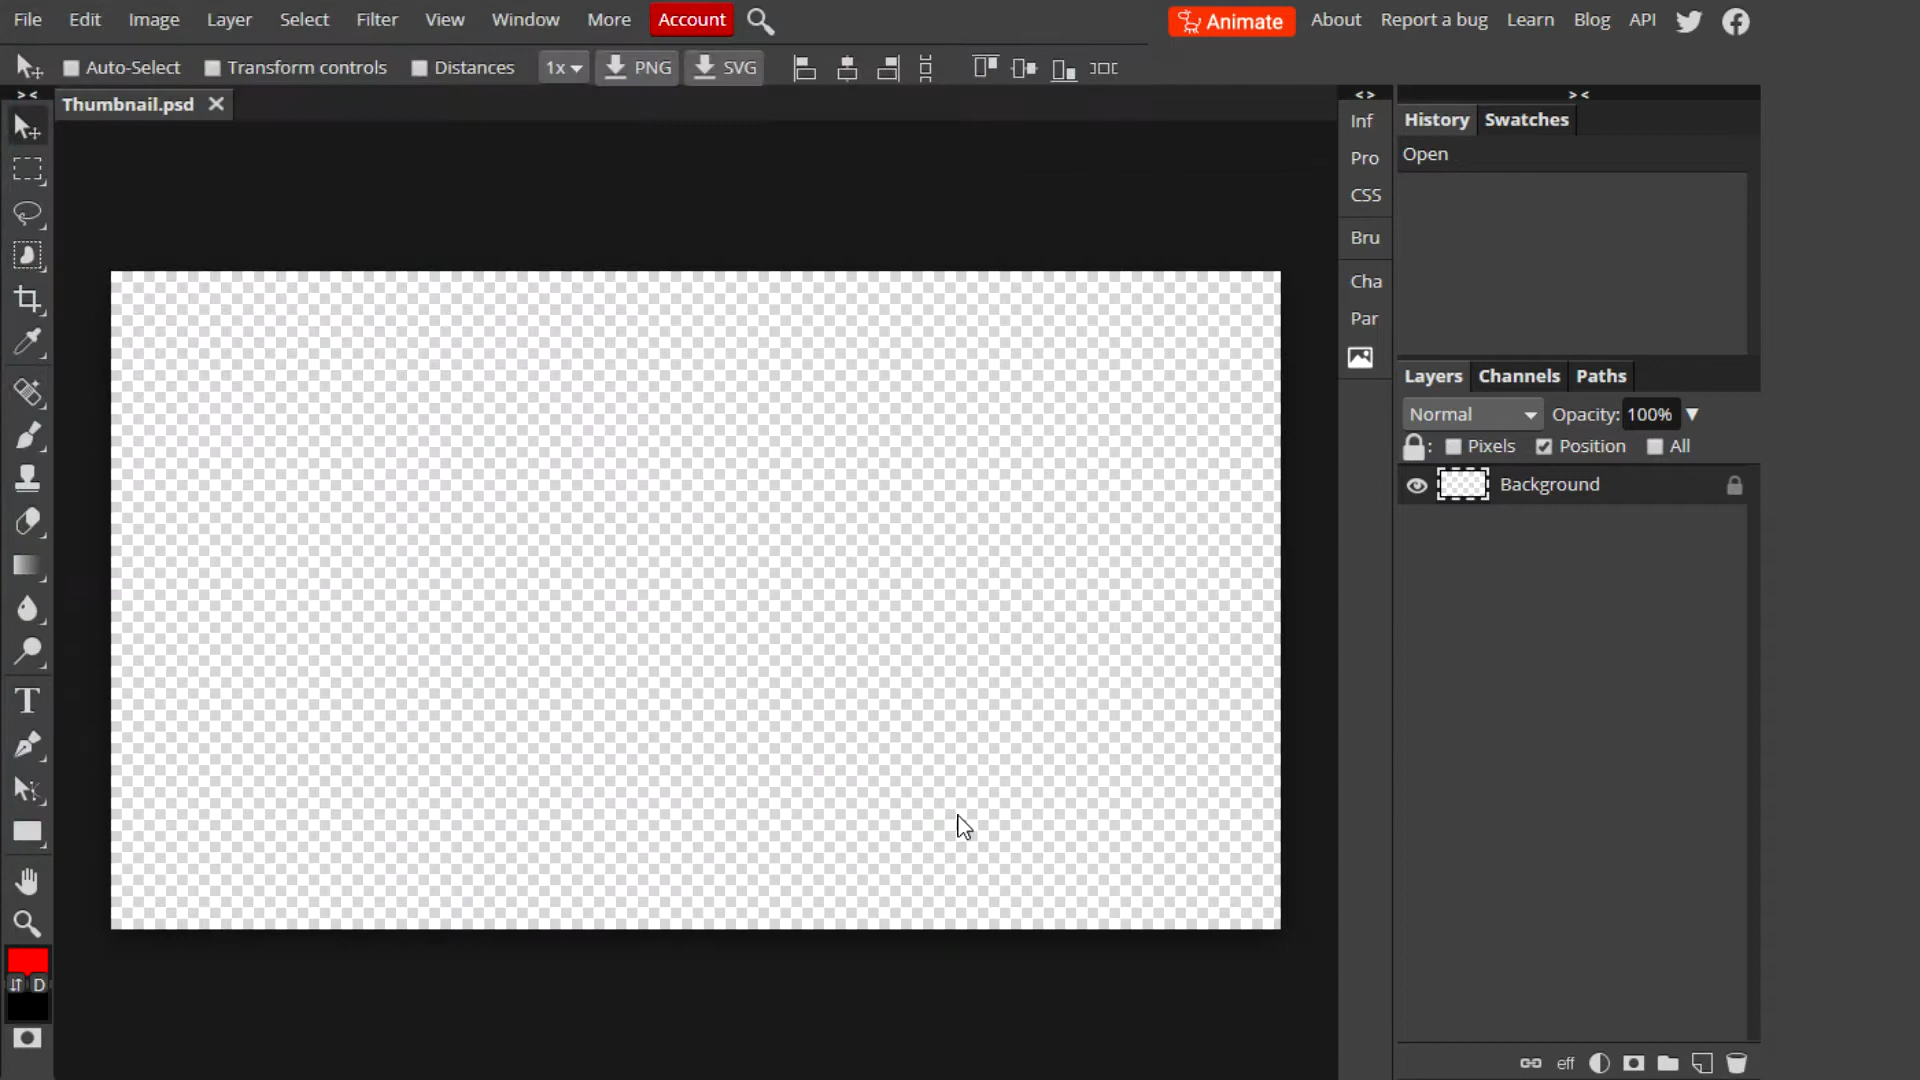 File Edit Image Layer Select Filter View Window More Account Animate About Report a bug Learn Blog API
Auto-Select Transform controls Distances 1x PNG SVG
> < < > > <
Thumbnail.psd
Inf
Pro
CSS
Bru
Cha
Par
History Swatches
Open
Layers Channels Paths
Normal Opacity: 100%
: Pixels Position All
Background
T
D
eff